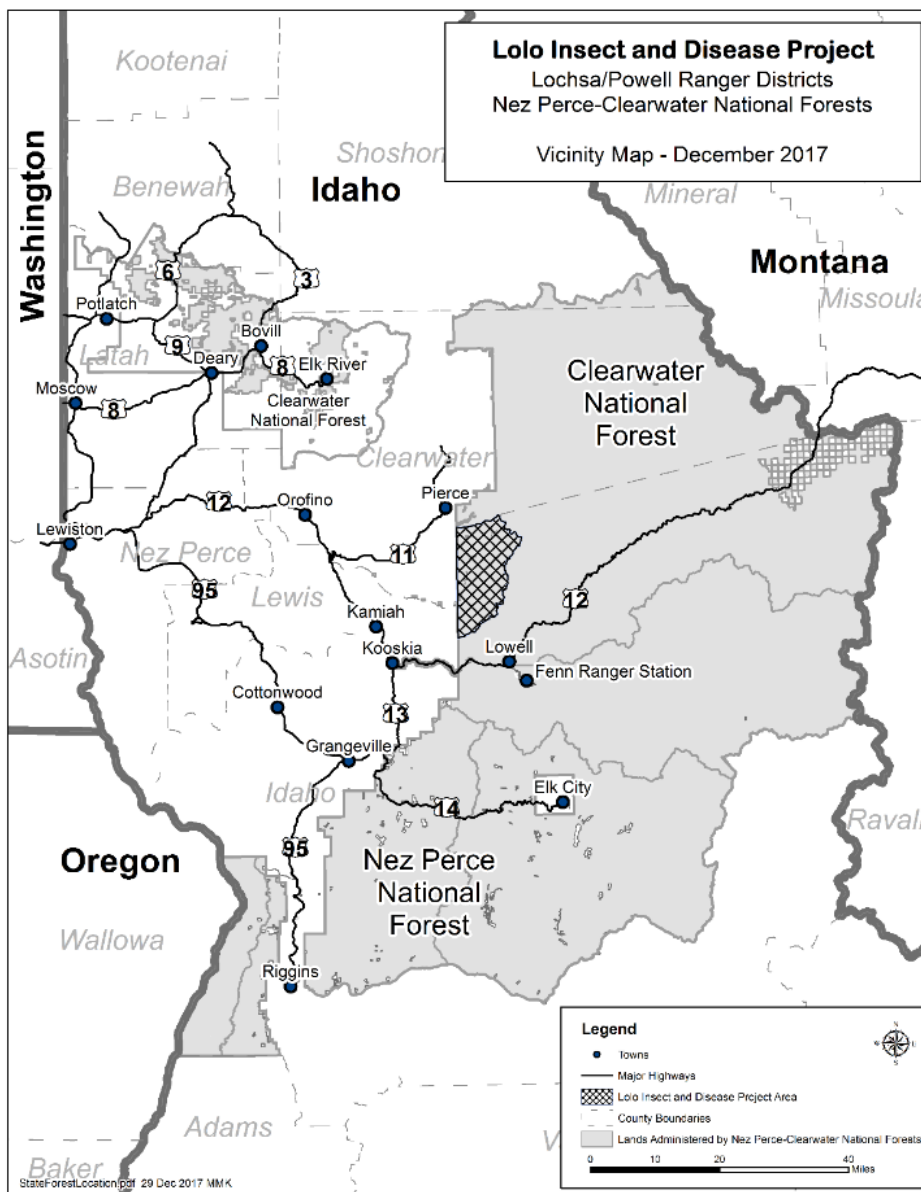 Lolo Insect and Disease Project
Lochsa/Powell Ranger Districts
Nez Perce-Clearwater National Forests
Vicinity Map - December 2017
Kootenai
Shoshon
Benewah
Idaho
Mineral
Washington
Montana
Missoula
6
3
Potlatch
Bovill
9
Latah
Deary
8
Elk River
Clearwater
National Forest
Clearwater
National
Forest
Moscow
8
Clearwater
Pierce
12
Orofino
Lewiston
11
Nez Perce
95
Lewis
12
Kamiah
Kooskia
Lowell
Fenn Ranger Station
Asotin
Cottonwood
13
Grangeville
Idaho
14
Elk City
Ravall
95
Oregon
Nez Perce
National
Forest
Wallowa
Riggins
Adams
V
Baker
Legend
Towns
Major Highways
Lolo Insect and Disease Project Area
County Boundaries
Lands Administered by Nez Perce-Clearwater National Forests
0 10 20 40
Miles
StateForestLocation.pdf 29 Dec 2017 MMK